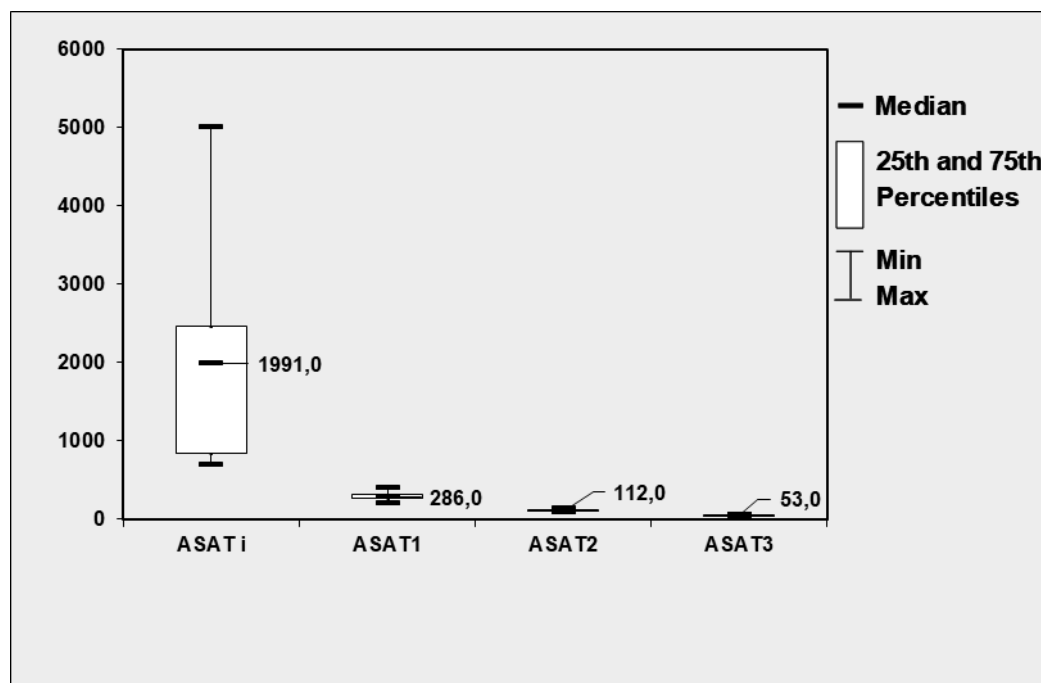 6000
5000
4000
3000
2000
1000
0
1991,0
286,0
112,0
53,0
ASAT i
ASAT1
ASAT2
ASAT3
Median
25th and 75th
Percentiles
Min
Max